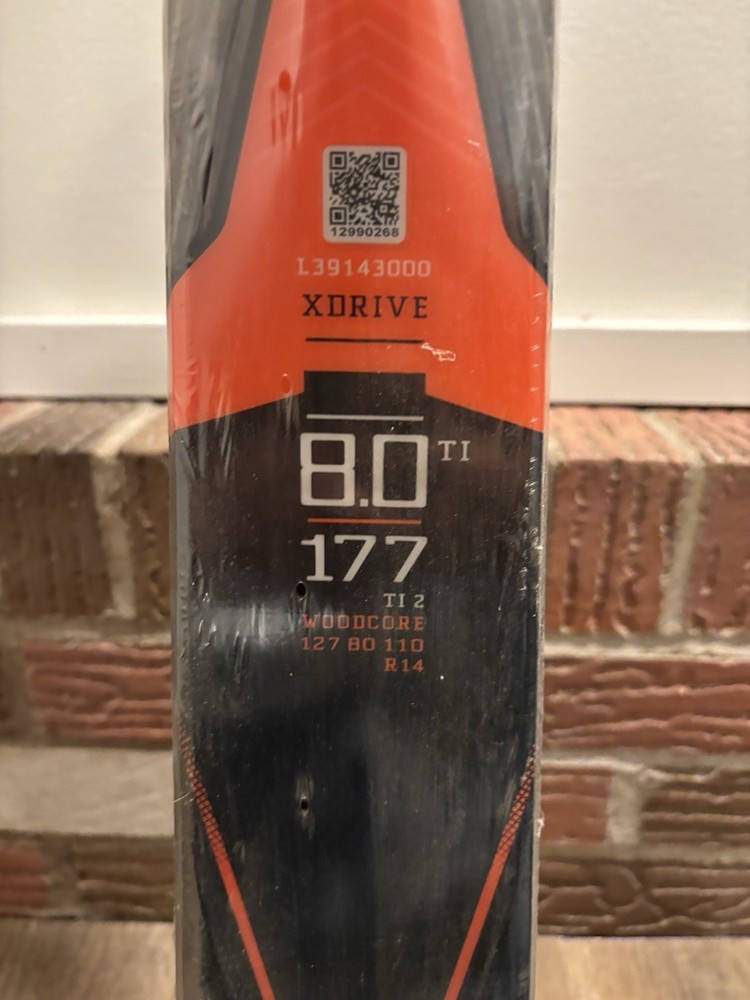 12990268
L39143000
XDRIVE
8.0 TI
177
TI 2
WOODCORE
127 80 110
R14